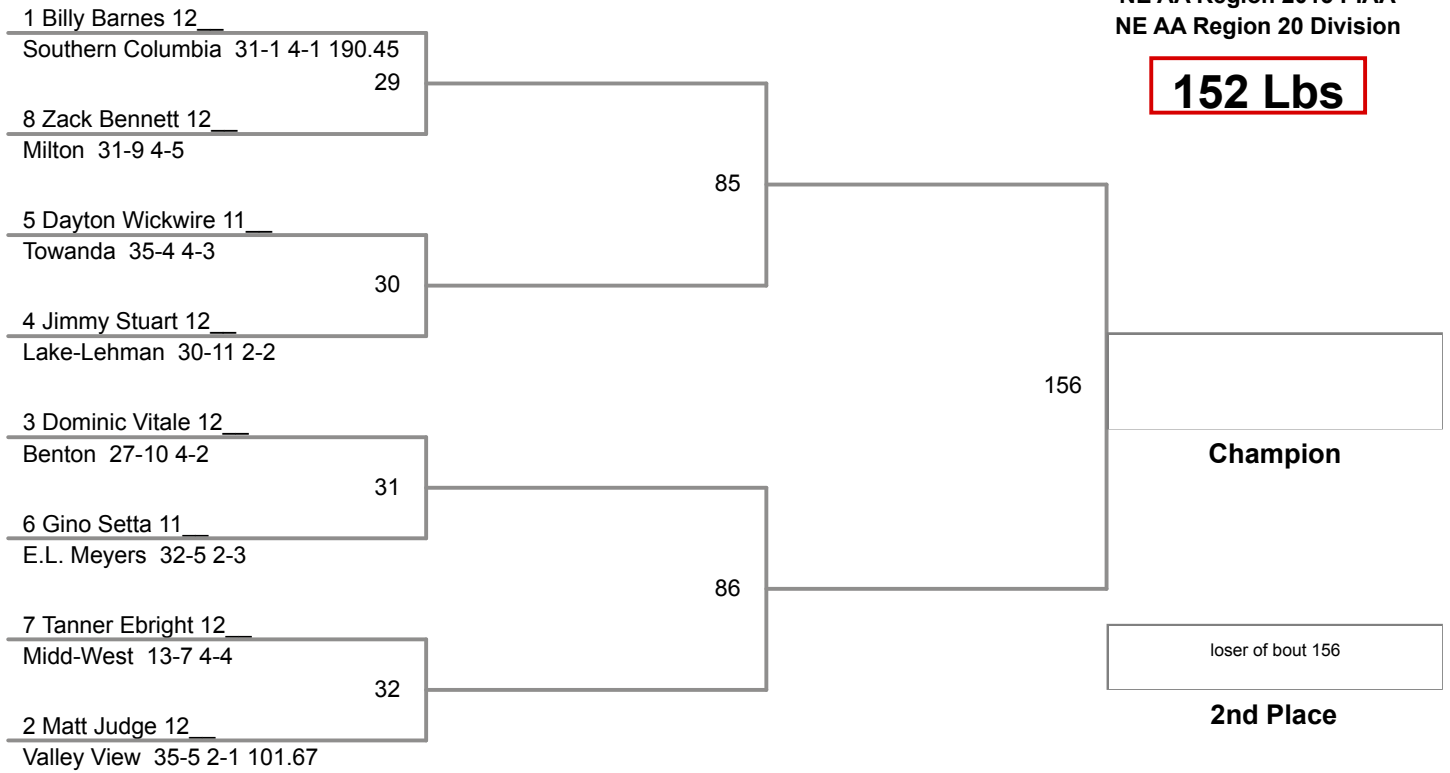 NE AA Region 20 Division
152 Lbs
1 Billy Barnes 12__
Southern Columbia 31-1 4-1 190.45
29
8 Zack Bennett 12__
Milton 31-9 4-5
85
5 Dayton Wickwire 11__
Towanda 35-4 4-3
30
4 Jimmy Stuart 12__
Lake-Lehman 30-11 2-2
156
3 Dominic Vitale 12__
Benton 27-10 4-2
31
6 Gino Setta 11__
E.L. Meyers 32-5 2-3
86
7 Tanner Ebright 12__
Midd-West 13-7 4-4
32
2 Matt Judge 12__
Valley View 35-5 2-1 101.67
Champion
loser of bout 156
2nd Place